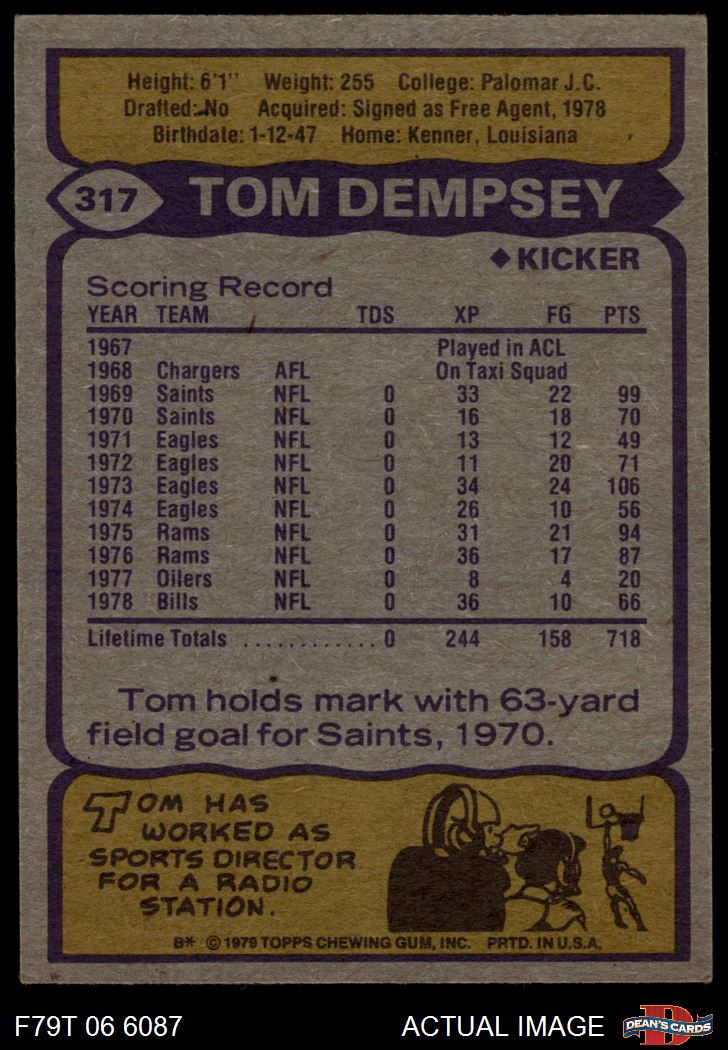 Height: 6'1" Weight: 255 College: Palomar J.C.
Drafted: No Acquired: Signed as Free Agent, 1978
Birthdate: 1-12-47 Home: Kenner, Louisiana
317 TOM DEMPSEY
◆ KICKER
Scoring Record
YEAR TEAM TDS XP FG PTS
1967 Played in ACL
1968 Chargers AFL On Taxi Squad
1969 Saints NFL 0 33 22 99
1970 Saints NFL 0 16 18 70
1971 Eagles NFL 0 13 12 49
1972 Eagles NFL 0 11 20 71
1973 Eagles NFL 0 34 24 106
1974 Eagles NFL 0 26 10 56
1975 Rams NFL 0 31 21 94
1976 Rams NFL 0 36 17 87
1977 Oilers NFL 0 8 4 20
1978 Bills NFL 0 36 10 66
Lifetime Totals ............ 0 244 158 718
Tom holds mark with 63-yard
field goal for Saints, 1970.
TOM HAS
WORKED AS
SPORTS DIRECTOR
FOR A RADIO
STATION.
B* © 1979 TOPPS CHEWING GUM, INC. PRTD. IN U.S.A.
F79T 06 6087 ACTUAL IMAGE D DEAN'S CARDS